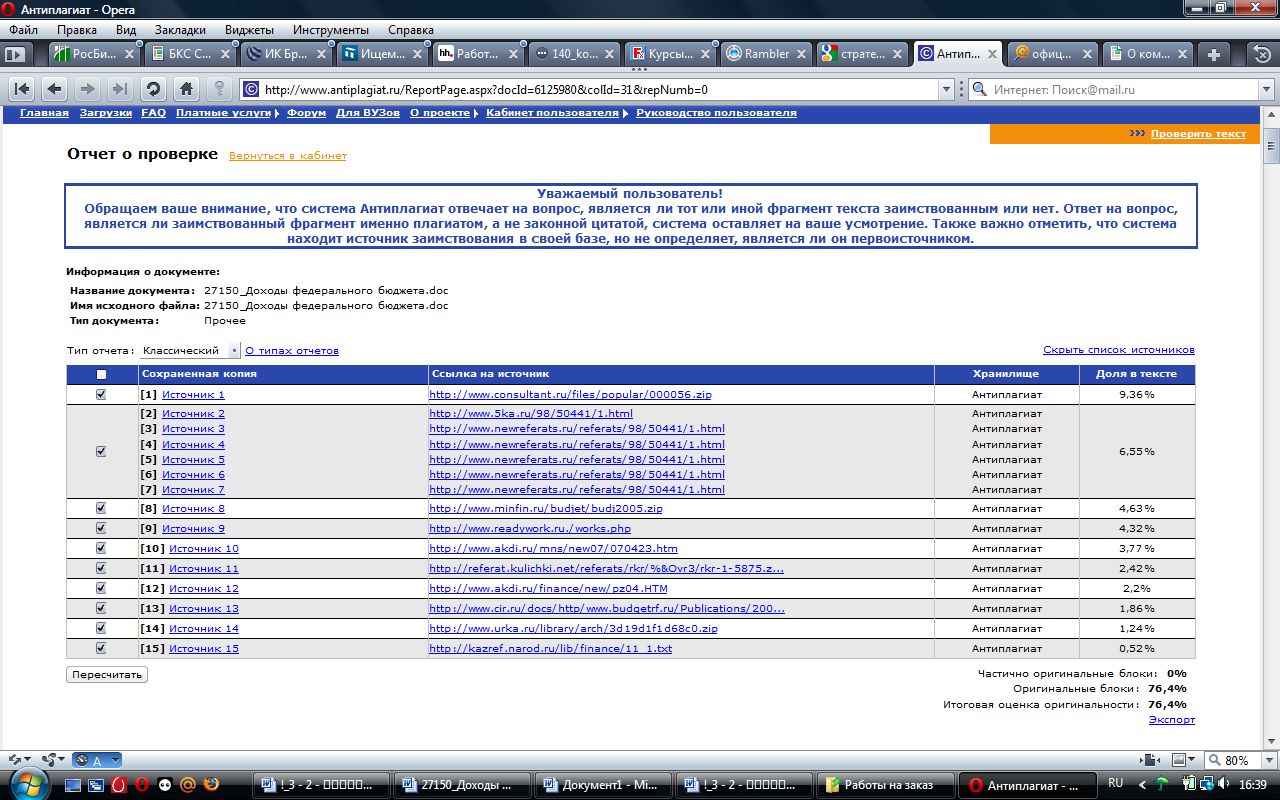 Антиплагиат - Opera
Файл Правка Вид Закладки Виджеты Инструменты Справка
РосБи... БКС С... ИК Бр... Ищем... hh. Работ... 140_ко... Курсы... Rambler страте... Антип... офиц... О ком...
http://www.antiplagiat.ru/ReportPage.aspx?docId=6125980&colId=31&repNumb=0 Интернет: Поиск@mail.ru
Главная Загрузки FAQ Платные услуги Форум Для ВУЗов О проекте Кабинет пользователя Руководство пользователя
››› Проверить текст
Отчет о проверке Вернуться в кабинет
Уважаемый пользователь!
Обращаем ваше внимание, что система Антиплагиат отвечает на вопрос, является ли тот или иной фрагмент текста заимствованным или нет. Ответ на вопрос,
является ли заимствованный фрагмент именно плагиатом, а не законной цитатой, система оставляет на ваше усмотрение. Также важно отметить, что система
находит источник заимствования в своей базе, но не определяет, является ли он первоисточником.
Информация о документе:
Название документа: 27150_Доходы федерального бюджета.doc
Имя исходного файла: 27150_Доходы федерального бюджета.doc
Тип документа: Прочее
Тип отчета: Классический О типах отчетов Скрыть список источников
Сохраненная копия Ссылка на источник Хранилище Доля в тексте
[1] Источник 1 http://www.consultant.ru/files/popular/000056.zip Антиплагиат 9,36%
[2] Источник 2 http://www.5ka.ru/98/50441/1.html Антиплагиат
[3] Источник 3 http://www.newreferats.ru/referats/98/50441/1.html Антиплагиат
[4] Источник 4 http://www.newreferats.ru/referats/98/50441/1.html Антиплагиат
[5] Источник 5 http://www.newreferats.ru/referats/98/50441/1.html Антиплагиат 6,55%
[6] Источник 6 http://www.newreferats.ru/referats/98/50441/1.html Антиплагиат
[7] Источник 7 http://www.newreferats.ru/referats/98/50441/1.html Антиплагиат
[8] Источник 8 http://www.minfin.ru/budjet/budj2005.zip Антиплагиат 4,63%
[9] Источник 9 http://www.readywork.ru./works.php Антиплагиат 4,32%
[10] Источник 10 http://www.akdi.ru/mns/new07/070423.htm Антиплагиат 3,77%
[11] Источник 11 http://referat.kulichki.net/referats/rkr/%&Ovr3/rkr-1-5875.z... Антиплагиат 2,42%
[12] Источник 12 http://www.akdi.ru/finance/new/pz04.HTM Антиплагиат 2,2%
[13] Источник 13 http://www.cir.ru/docs/http/www.budgetrf.ru/Publications/200... Антиплагиат 1,86%
[14] Источник 14 http://www.urka.ru/library/arch/3d19d1f1d68c0.zip Антиплагиат 1,24%
[15] Источник 15 http://kazref.narod.ru/lib/finance/11_1.txt Антиплагиат 0,52%
Пересчитать
Частично оригинальные блоки: 0%
Оригинальные блоки: 76,4%
Итоговая оценка оригинальности: 76,4%
Экспорт
A 80%
!_3 - 2 - 27150_Доходы ... Документ1 - Mi... !_3 - 2 - Работы на заказ Антиплагиат - ... RU 16:39